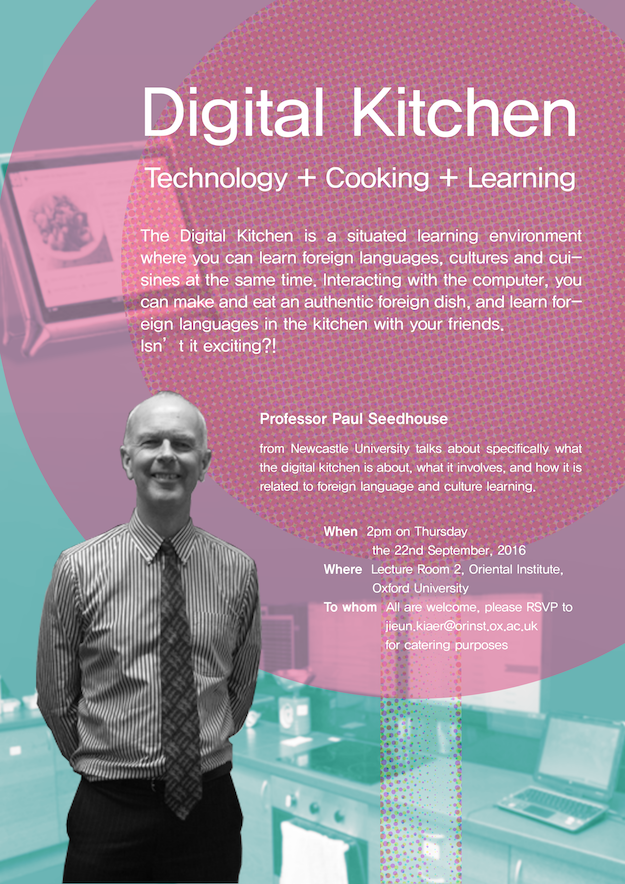 Digital Kitchen
Technology + Cooking + Learning
The Digital Kitchen is a situated learning environment
where you can learn foreign languages, cultures and cui-
sines at the same time. Interacting with the computer, you
can make and eat an authentic foreign dish, and learn for-
eign languages in the kitchen with your friends.
Isn' t it exciting?!
Professor Paul Seedhouse
from Newcastle University talks about specifically what
the digital kitchen is about, what it involves, and how it is
related to foreign language and culture learning.
When 2pm on Thursday
the 22nd September, 2016
Where Lecture Room 2, Oriental Institute,
Oxford University
To whom All are welcome, please RSVP to
jieun.kiaer@orinst.ox.ac.uk
for catering purposes